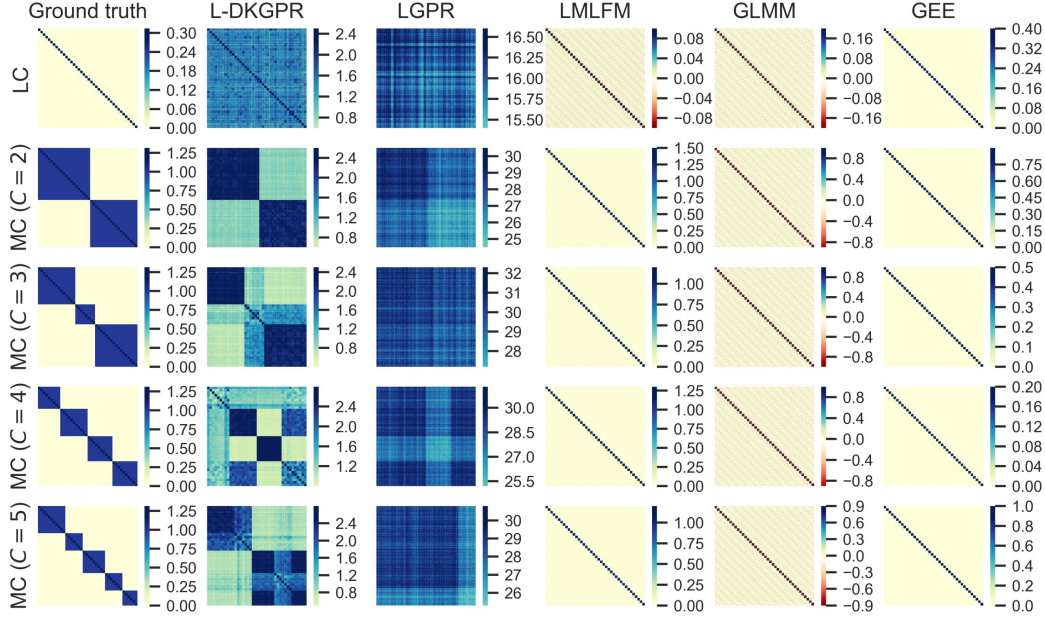 Ground truth L-DKGPR LGPR LMLFM GLMM GEE
LC
0.30 0.24 0.18 0.12 0.06 0.00
2.4 1.8 1.2
16.50 16.25 16.00 15.75 15.50
0.08 0.04 0.00 −0.04 −0.08
0.16 0.08 0.00 −0.08 −0.16
0.40 0.32 0.24 0.16 0.08 0.00
MC (C = 2)
1.25 1.00 0.75 0.50 0.25 0.00
2.4 2.0 1.6 1.2 0.8
30 29 28 27 26 25
1.50 1.25 1.00 0.75 0.50 0.25 0.00
0.8 0.4 0.0 −0.4 −0.8
0.75 0.60 0.45 0.30 0.15 0.00
MC (C = 3)
1.25 1.00 0.75 0.50 0.25 0.00
2.4 2.0 1.6 1.2 0.8
32 31 30 29 28
1.00 0.75 0.50 0.25 0.00
0.8 0.4 0.0 −0.4 −0.8
0.5 0.4 0.3 0.2 0.1 0.0
MC (C = 4)
1.25 1.00 0.75 0.50 0.25 0.00
2.4 2.0 1.6 1.2
30.0 28.5 27.0 25.5
1.25 1.00 0.75 0.50 0.25 0.00
0.8 0.4 0.0 −0.4 −0.8
0.20 0.16 0.12 0.08 0.04 0.00
MC (C = 5)
1.25 1.00 0.75 0.50 0.25 0.00
2.4 2.0 1.6 1.2 0.8
30 29 28 27 26
1.00 0.75 0.50 0.25 0.00
0.9 0.6 0.3 0.0 −0.3 −0.6 −0.9
1.0 0.8 0.6 0.4 0.2 0.0